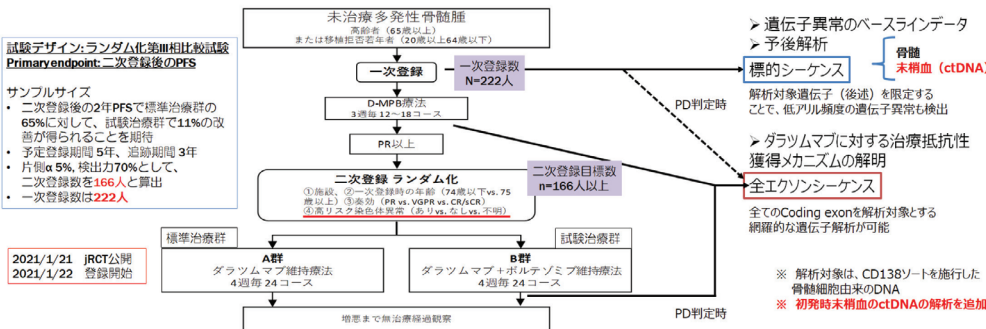 試験デザイン: ランダム化第III相比較試験
Primary endpoint: 二次登録後のPFS
サンプルサイズ
• 二次登録後の2年PFSで標準治療群の
65%に対して、試験治療群で11%の改
善が得られることを期待
• 予定登録期間 5年、追跡期間 3年
• 片側α 5%, 検出力70%として、
二次登録数を166人と算出
• 一次登録数は222人
2021/1/21 jRCT公開
2021/1/22 登録開始
未治療多発性骨髄腫
高齢者（65歳以上）
または移植拒否若年者（20歳以上64歳以下）
一次登録
一次登録数
N=222人
D-MPB療法
3週毎 12～18コース
PR以上
二次登録目標数
n=166人以上
二次登録 ランダム化
①施設、②一次登録時の年齢（74歳以下vs. 75
歳以上）③奏効（PR vs. VGPR vs. CR/sCR）
④高リスク染色体異常（あり vs. なし vs. 不明）
標準治療群
試験治療群
A群
ダラツムマブ維持療法
4週毎 24コース
B群
ダラツムマブ＋ボルテゾミブ維持療法
4週毎 24コース
増悪まで無治療経過観察
PD判定時
PD判定時
➢ 遺伝子異常のベースラインデータ
➢ 予後解析
標的シーケンス
骨髄
末梢血（ctDNA）
解析対象遺伝子（後述）を限定する
ことで、低アリル頻度の遺伝子異常も検出
➢ ダラツムマブに対する治療抵抗性
獲得メカニズムの解明
全エクソンシーケンス
全てのCoding exonを解析対象とする
網羅的な遺伝子解析が可能
※ 解析対象は、CD138ソートを施行した
骨髄細胞由来のDNA
※ 初発時末梢血のctDNAの解析を追加